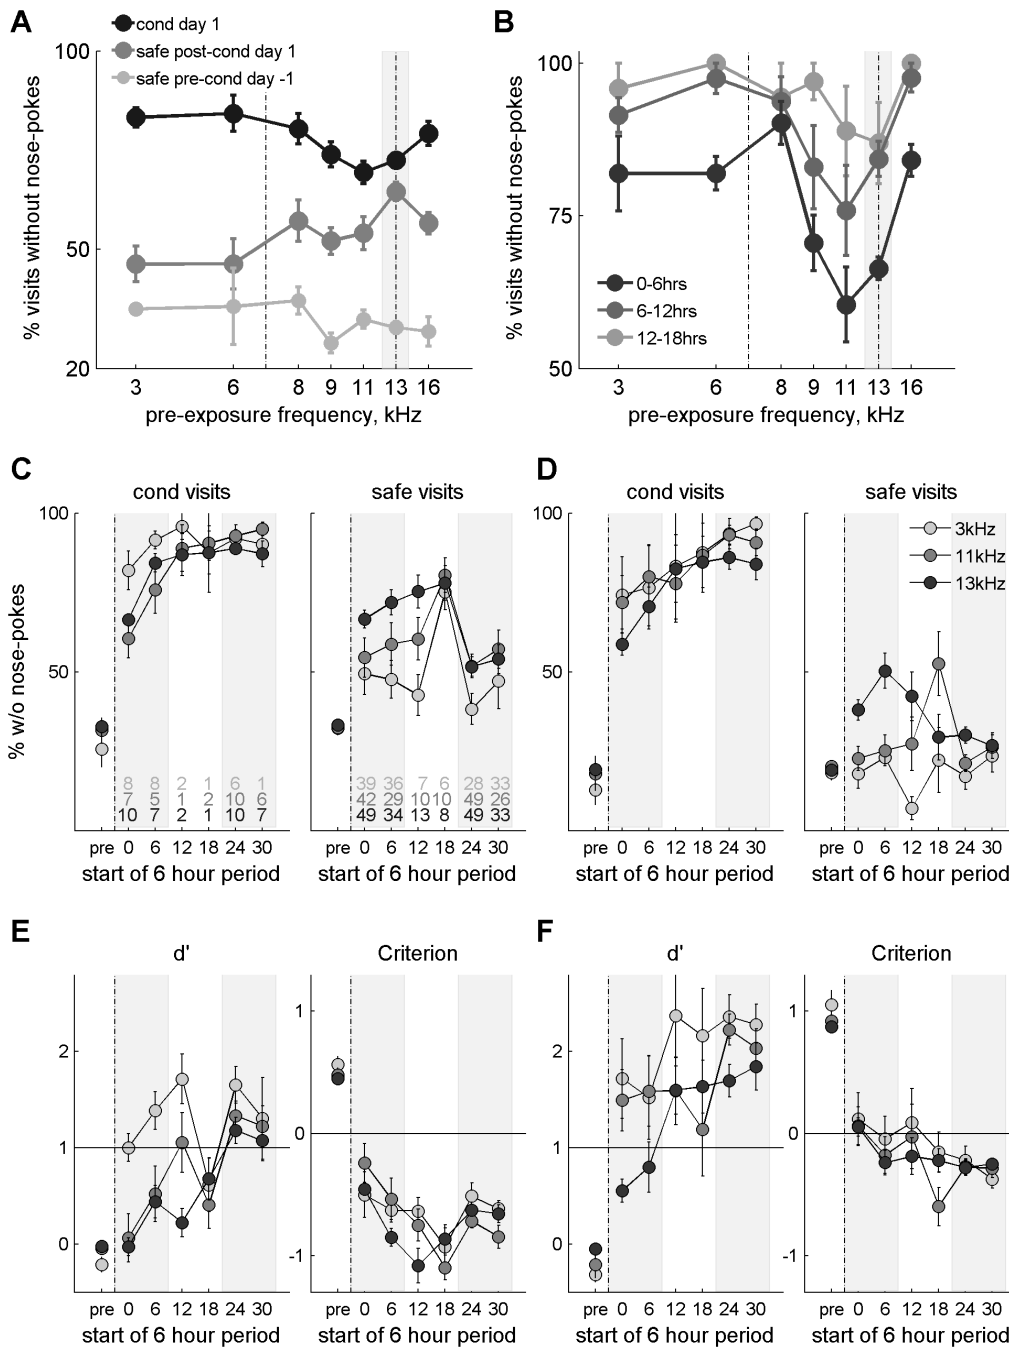 A
cond day 1
safe post-cond day 1
safe pre-cond day -1
% visits without nose-pokes
100
50
20
3 6 8 9 11 13 16
pre-exposure frequency, kHz
B
% visits without nose-pokes
100
75
50
0-6hrs
6-12hrs
12-18hrs
3 6 8 9 11 13 16
pre-exposure frequency, kHz
C
cond visits
safe visits
% w/o nose-pokes
100
50
8 8 2 1 6 1
7 5 1 2 10 6
10 7 2 1 10 7
39 36 7 6 28 33
42 29 10 10 49 26
49 34 13 8 49 33
pre 0 6 12 18 24 30
start of 6 hour period
pre 0 6 12 18 24 30
start of 6 hour period
D
cond visits
safe visits
100
50
3kHz
11kHz
13kHz
pre 0 6 12 18 24 30
start of 6 hour period
pre 0 6 12 18 24 30
start of 6 hour period
E
d'
Criterion
2
1
0
1
0
-1
pre 0 6 12 18 24 30
start of 6 hour period
pre 0 6 12 18 24 30
start of 6 hour period
F
d'
Criterion
2
1
0
1
0
-1
pre 0 6 12 18 24 30
start of 6 hour period
pre 0 6 12 18 24 30
start of 6 hour period